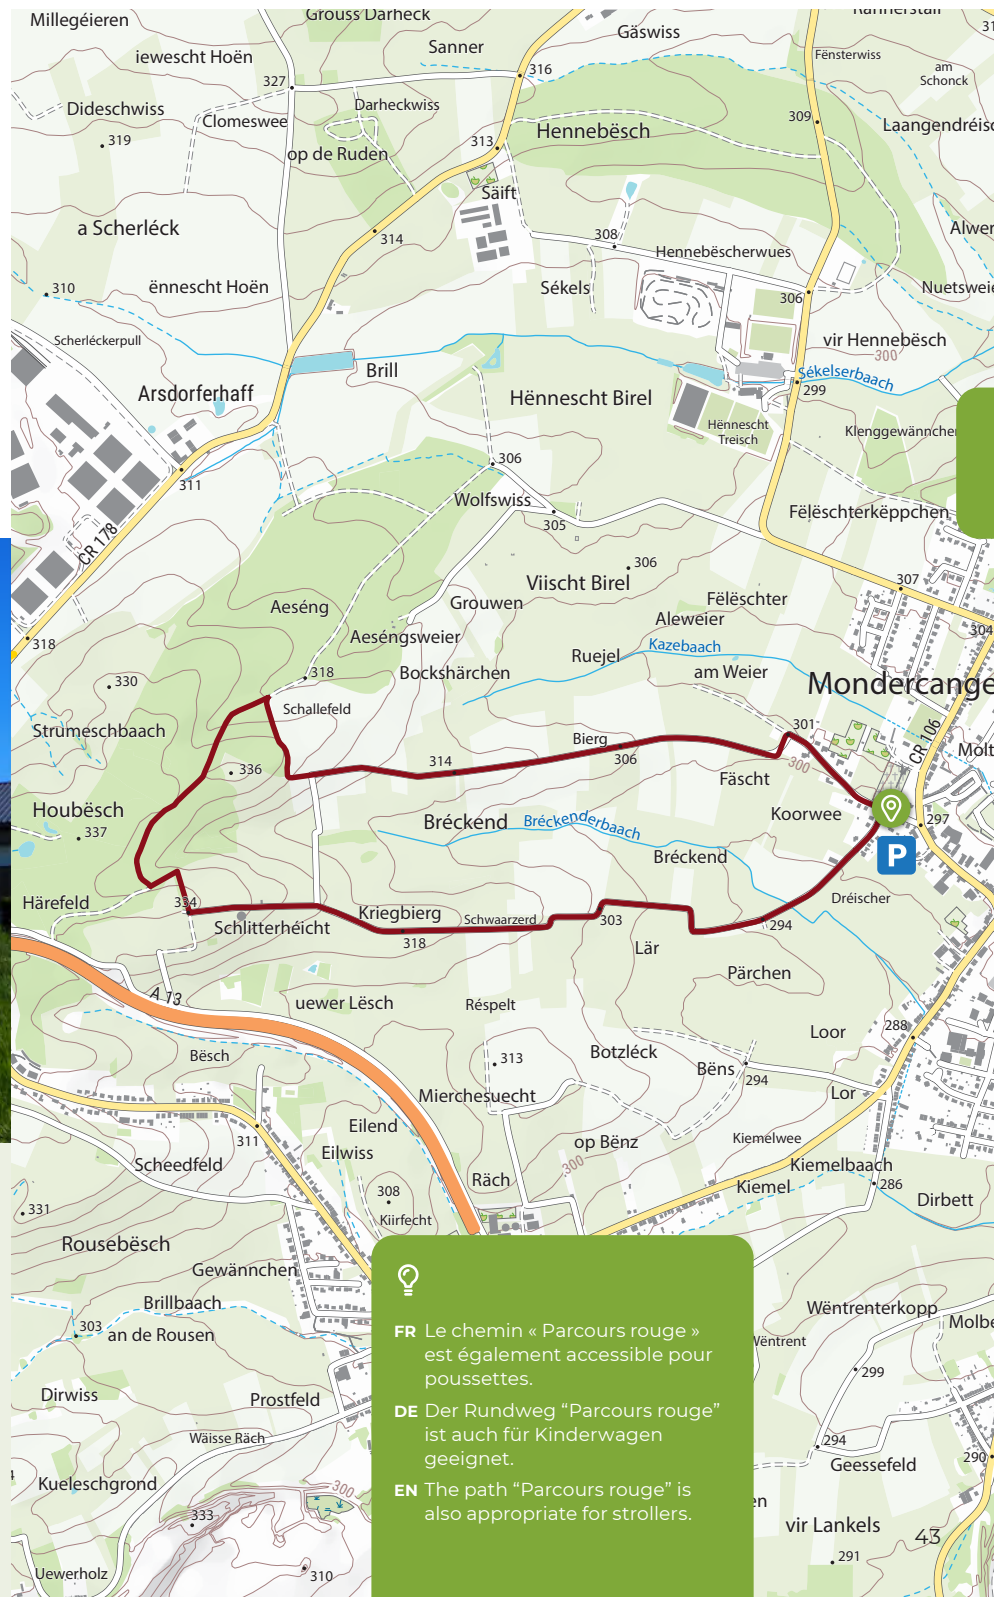 Millegéieren
Grouss Darheck
Gäswiss
iewescht Hoën
Sanner
Fënsterwiss
am
Schonck
316
327
Dideschwiss
Clomeswee
Darheckwiss
309
Laangendréisc
319
313
Hennebësch
op de Ruden
Säift
a Scherléck
314
308
Hennebëscherwues
Alwer
310
ënnescht Hoën
Sékels
306
Nuetsweie
Scherléckerpull
vir Hennebësch
300
Brill
Sékelserbaach
Arsdorferhaff
Hënnescht Birel
299
Hënnescht
Treisch
Klenggewännchen
306
311
Wolfswiss
305
Fëlëschterkëppchen
CR 178
306
Viischt Birel
307
Aeséng
Grouwen
Fëlëschter
Aleweier
304
318
Aeséngsweier
Ruejel
Kazebaach
318
Bockshärchen
am Weier
330
Mondercange
Schallefeld
Strumeschbaach
301
CR 106
Bierg
314
306
300
336
Fäscht
Houbësch
Koorwee
337
Bréckend
Bréckenderbaach
297
P
Bréckend
Härefeld
334
Dréischer
Kriegbierg
Schwaarzerd
303
Schlitterhéicht
318
294
Lär
Pärchen
A 13
uewer Lësch
Réspelt
Loor
288
Bësch
313
Botzléck
Bëns
294
Mierchesuecht
Lor
311
Eilend
Eilwiss
op Bënz
Kiemelwee
Scheedfeld
300
Kiemelbaach
308
Räch
Kiemel
286
Dirbett
331
Kiirfecht
Rousebësch
Gewännchen
Brillbaach
Wëntrenterkopp
303
an de Rousen
Wëntrent
Molbe
FR Le chemin « Parcours rouge »
est également accessible pour
poussettes.
299
Dirwiss
Prostfeld
DE Der Rundweg “Parcours rouge”
ist auch für Kinderwagen
geeignet.
Wäisse Räch
294
Geessefeld
290
Kueleschgrond
300
EN The path “Parcours rouge” is
also appropriate for strollers.
en
333
vir Lankels
43
291
Uewerholz
310